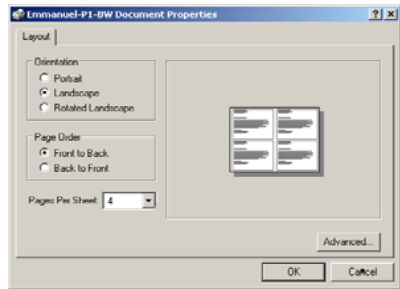 Emmanuel-P1-BW Document Properties
Layout
Orientation
Portrait
Landscape
Rotated Landscape
Page Order
Front to Back
Back to Front
Pages Per Sheet: 4
Advanced...
OK
Cancel